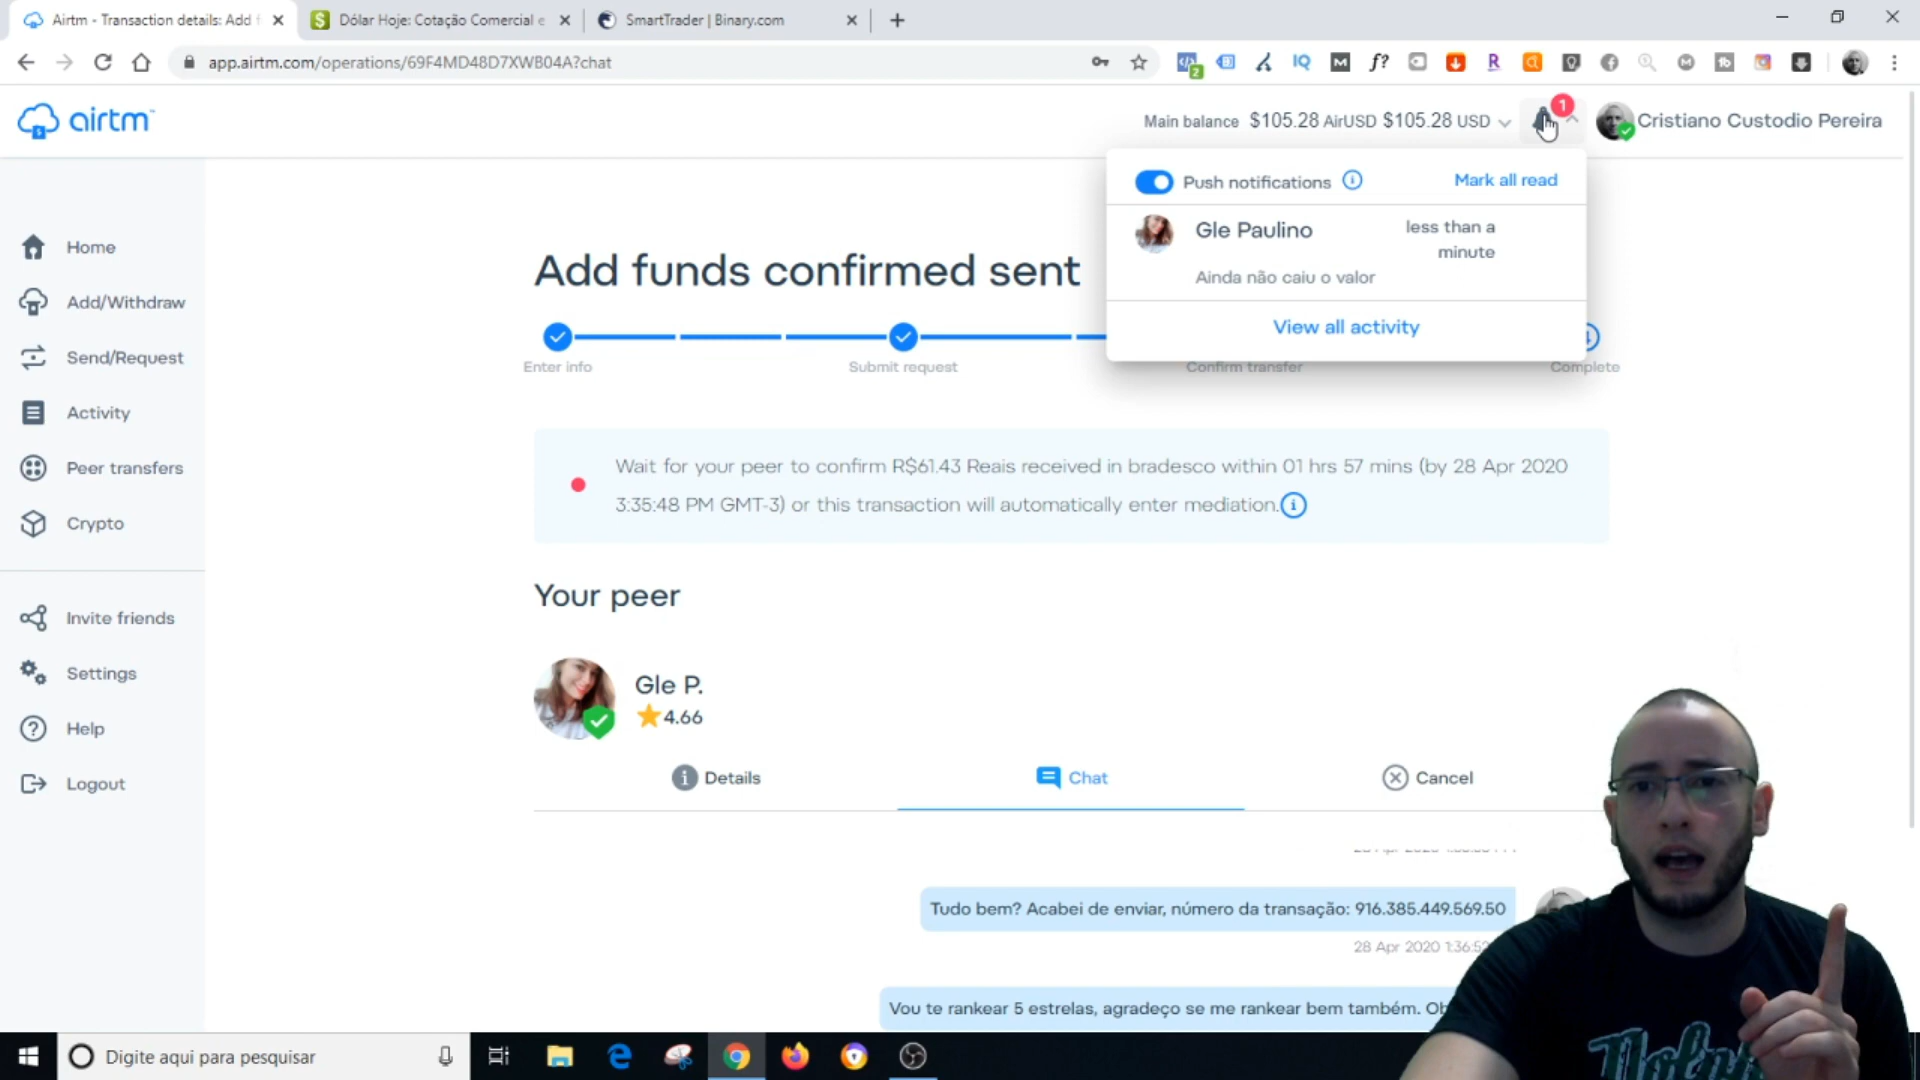 Airtm - Transaction details: Add f
Dólar Hoje: Cotação Comercial e
SmartTrader | Binary.com
app.airtm.com/operations/69F4MD48D7XWB04A?chat
airtm™
Main balance $105.28 AirUSD $105.28 USD
1
Cristiano Custodio Pereira
Push notifications
Mark all read
Gle Paulino
less than a
minute
Ainda não caiu o valor
View all activity
Home
Add/Withdraw
Send/Request
Activity
Peer transfers
Crypto
Invite friends
Settings
Help
Logout
Add funds confirmed sent
Enter info
Submit request
Confirm transfer
Complete
Wait for your peer to confirm R$61.43 Reais received in bradesco within 01 hrs 57 mins (by 28 Apr 2020
3:35:48 PM GMT-3) or this transaction will automatically enter mediation.
Your peer
Gle P.
4.66
Details
Chat
Cancel
Tudo bem? Acabei de enviar, número da transação: 916.385.449.569.50
28 Apr 2020 1:36:52
Vou te rankear 5 estrelas, agradeço se me rankear bem também. Ob
Digite aqui para pesquisar